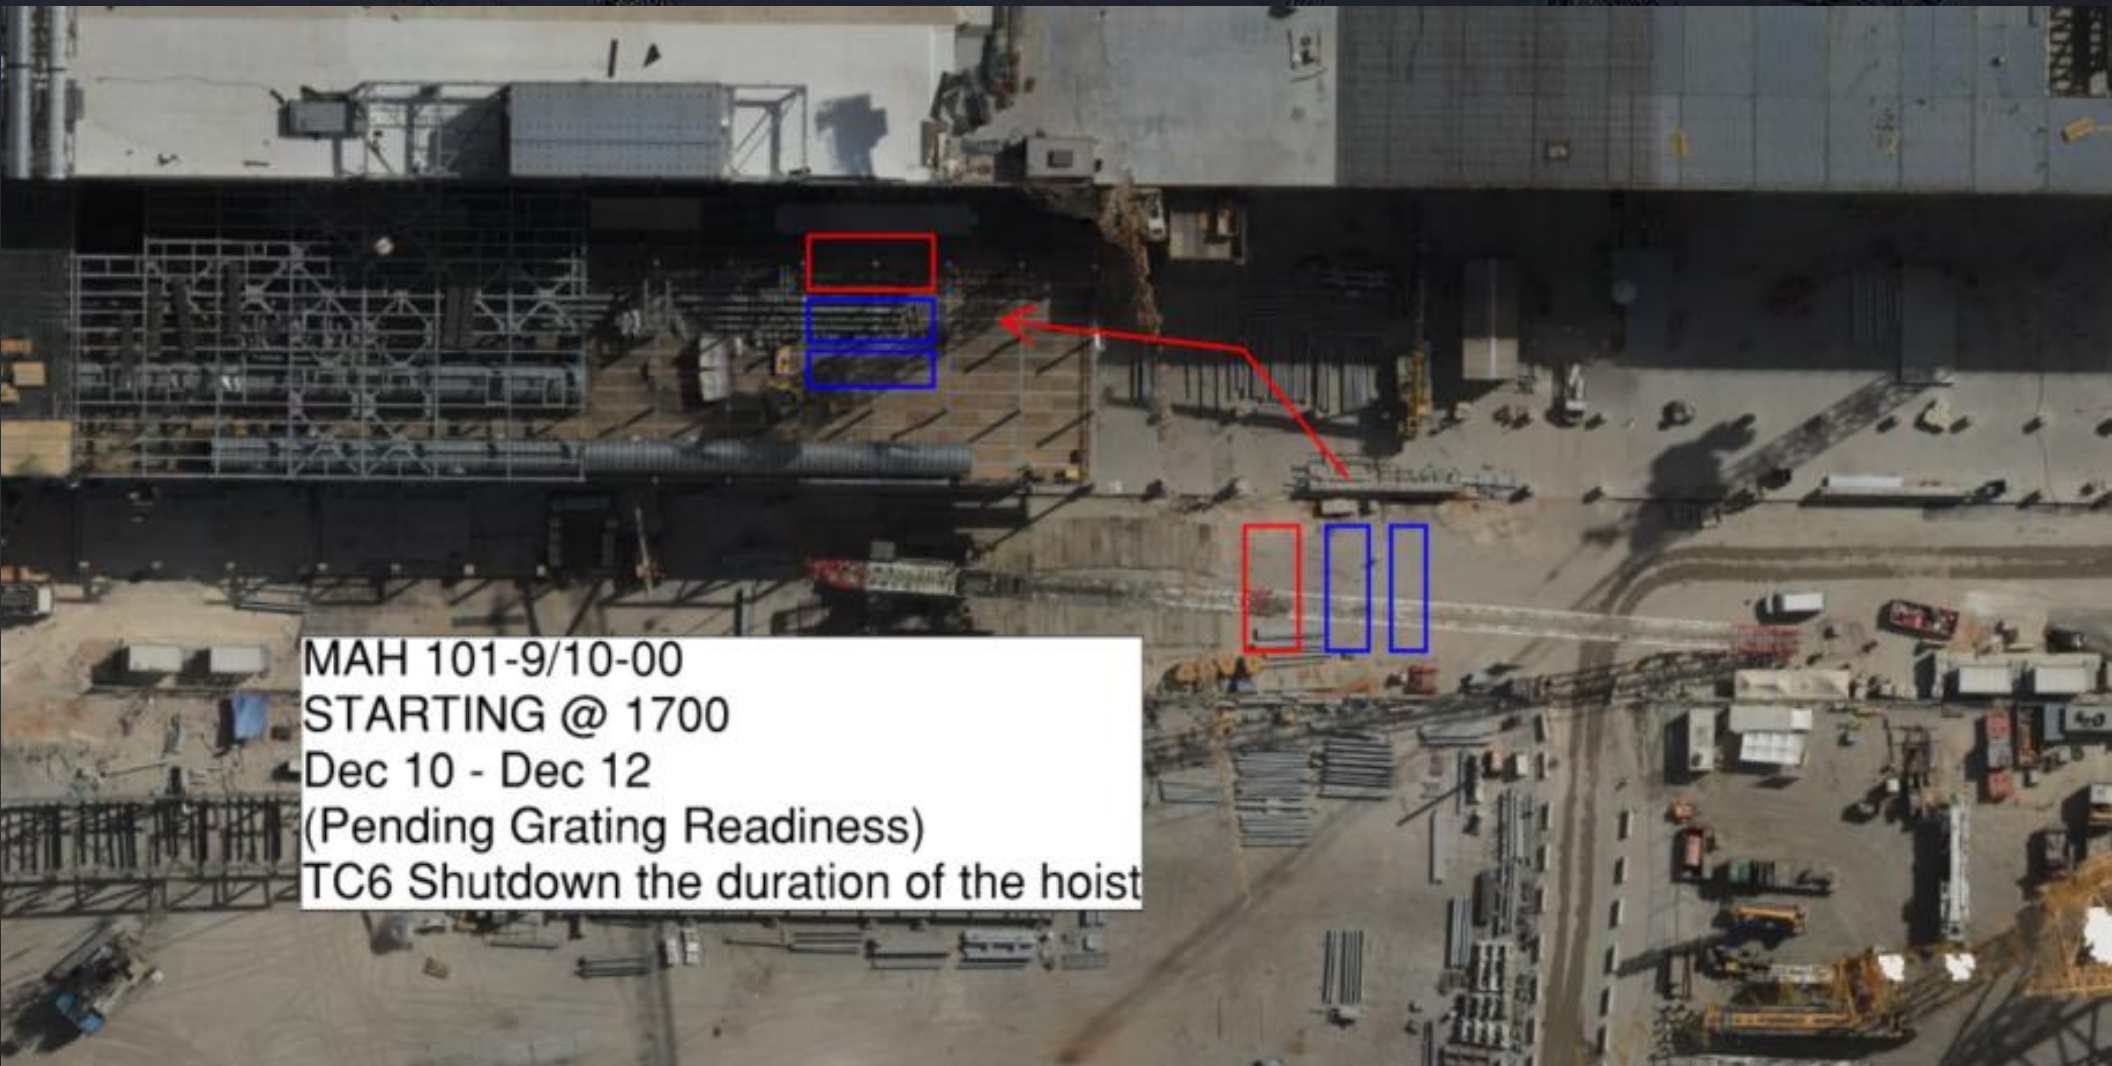 MAH 101-9/10-00
STARTING @ 1700
Dec 10 - Dec 12
(Pending Grating Readiness)
TC6 Shutdown the duration of the hoist